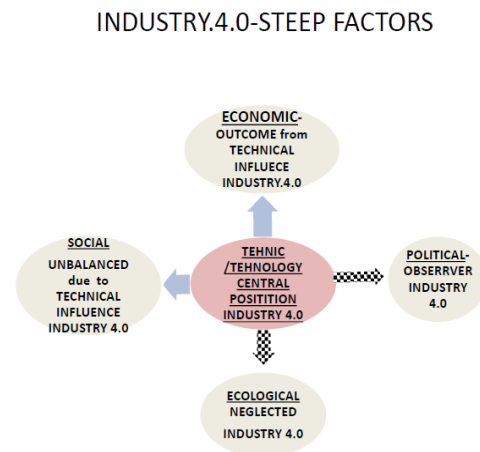 INDUSTRY.4.0-STEEP FACTORS
ECONOMIC-
OUTCOME from
TECHNICAL
INFLUECE
INDUSTRY.4.0
SOCIAL
UNBALANCED
due to
TECHNICAL
INFLUENCE
INDUSTRY 4.0
TEHNIC
/TEHNOLOGY
CENTRAL
POSITITION
INDUSTRY 4.0
POLITICAL-
OBSERRVER
INDUSTRY
4.0
ECOLOGICAL
NEGLECTED
INDUSTRY 4.0